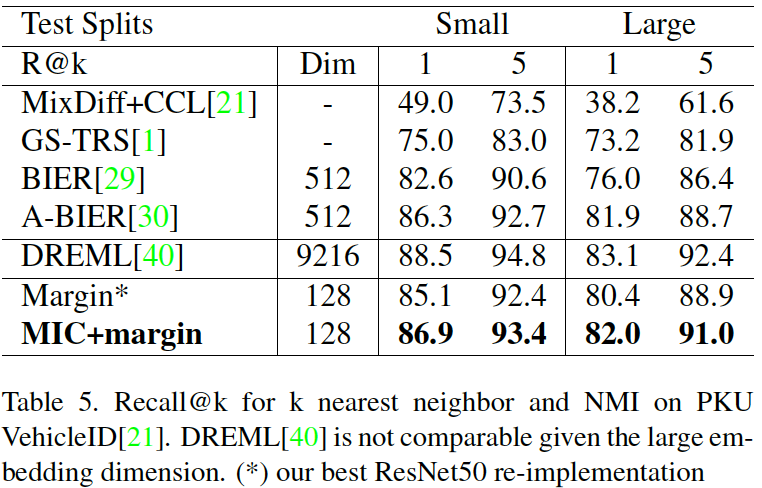 Test Splits Small Large
R@k Dim 1 5 1 5
MixDiff+CCL[21] - 49.0 73.5 38.2 61.6
GS-TRS[1] - 75.0 83.0 73.2 81.9
BIER[29] 512 82.6 90.6 76.0 86.4
A-BIER[30] 512 86.3 92.7 81.9 88.7
DREML[40] 9216 88.5 94.8 83.1 92.4
Margin* 128 85.1 92.4 80.4 88.9
MIC+margin 128 86.9 93.4 82.0 91.0
Table 5. Recall@k for k nearest neighbor and NMI on PKU
VehicleID[21]. DREML[40] is not comparable given the large em-
bedding dimension. (*) our best ResNet50 re-implementation